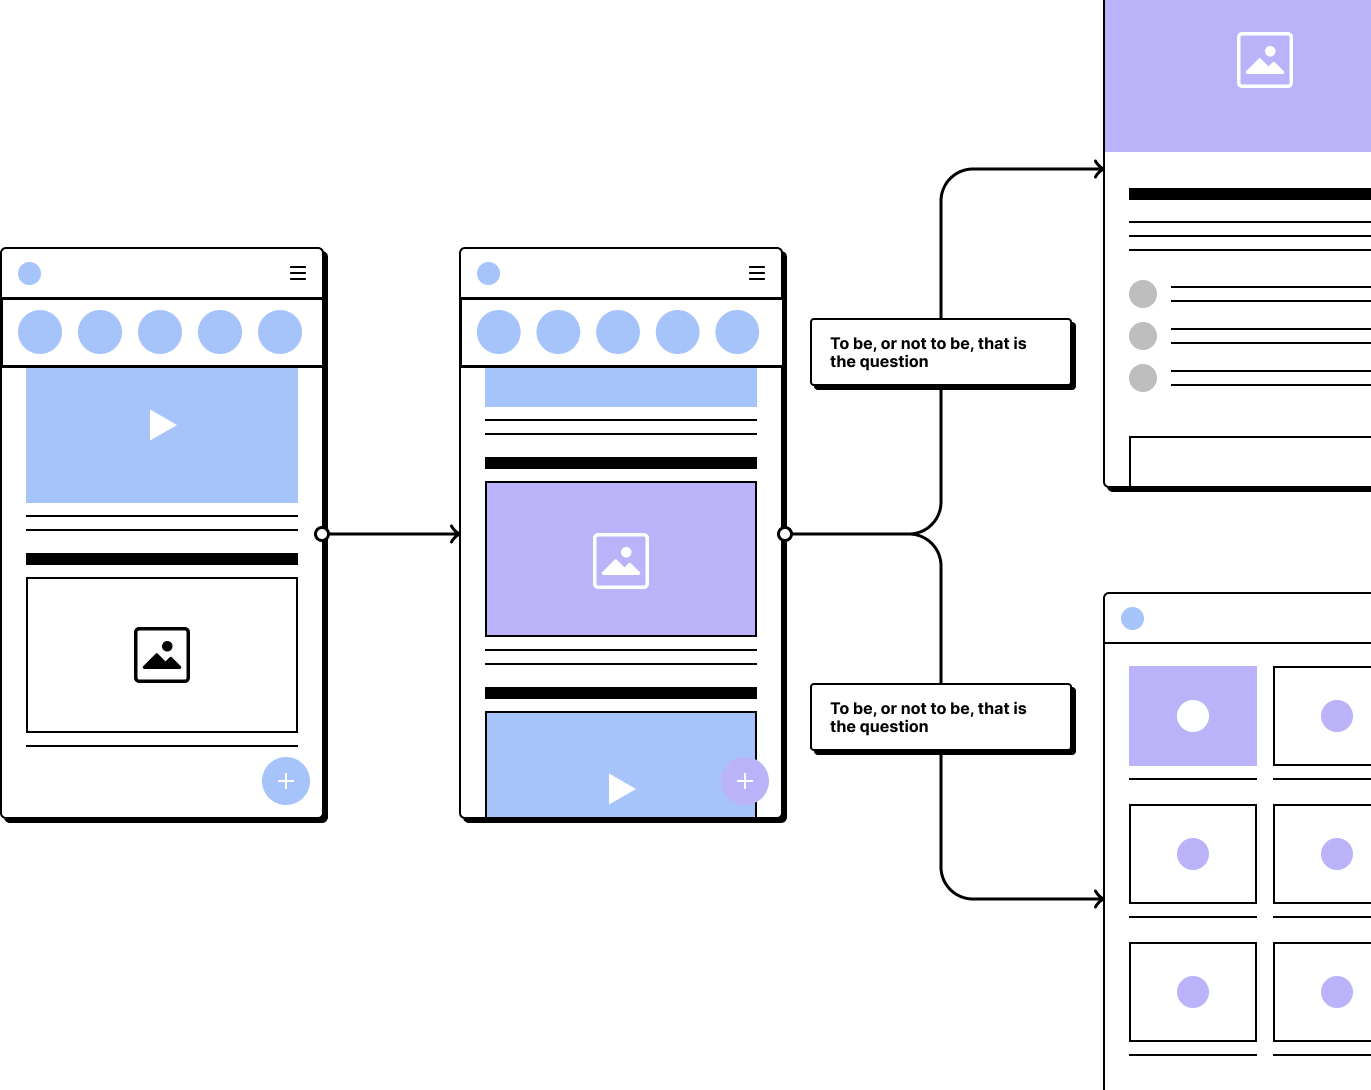 To be, or not to be, that is
the question
To be, or not to be, that is
the question